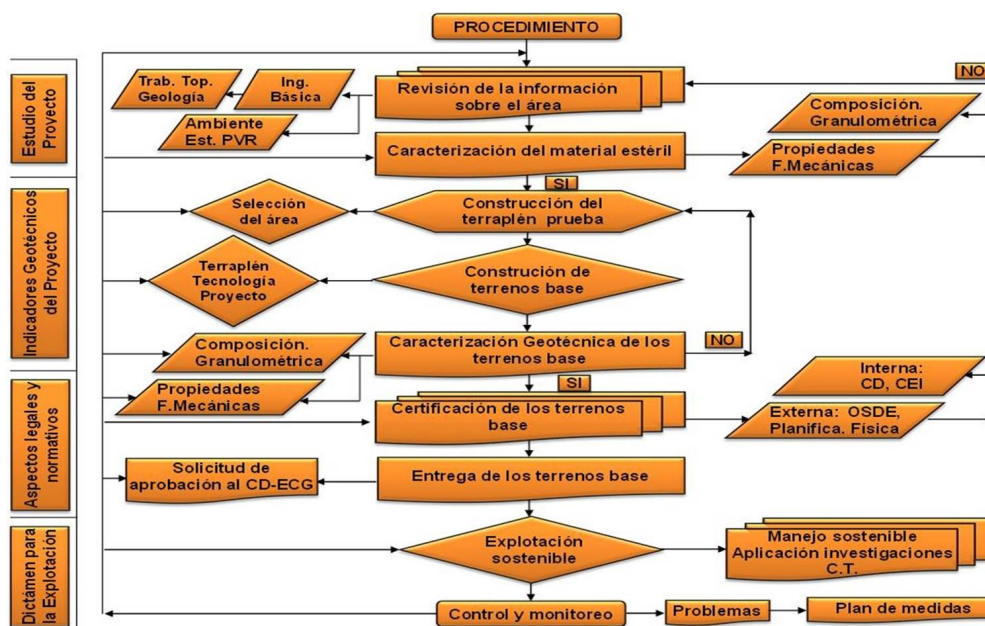 PROCEDIMIENTO
Estudio del
Proyecto
Trab. Top.
Geología
Ing.
Básica
Ambiente
Est. PVR
Revisión de la información
sobre el área
NO
Composición.
Granulométrica
Caracterización del material estéril
Propiedades
F.Mecánicas
SI
Indicadores Geotécnicos
del Proyecto
Selección
del área
Construcción del
terraplén prueba
Terraplén
Tecnología
Proyecto
Construción de
terrenos base
Composición.
Granulométrica
Caracterización Geotécnica de los
terrenos base
NO
SI
Propiedades
F.Mecánicas
Interna:
CD, CEI
Aspectos legales y
normativos
Certificación de los terrenos
base
Externa: OSDE,
Planifica. Física
Solicitud de
aprobación al CD-ECG
Entrega de los terrenos base
Dictámen para
la Explotación
Explotación
sostenible
Manejo sostenible
Aplicación investigaciones
C.T.
Control y monitoreo
Problemas
Plan de medidas